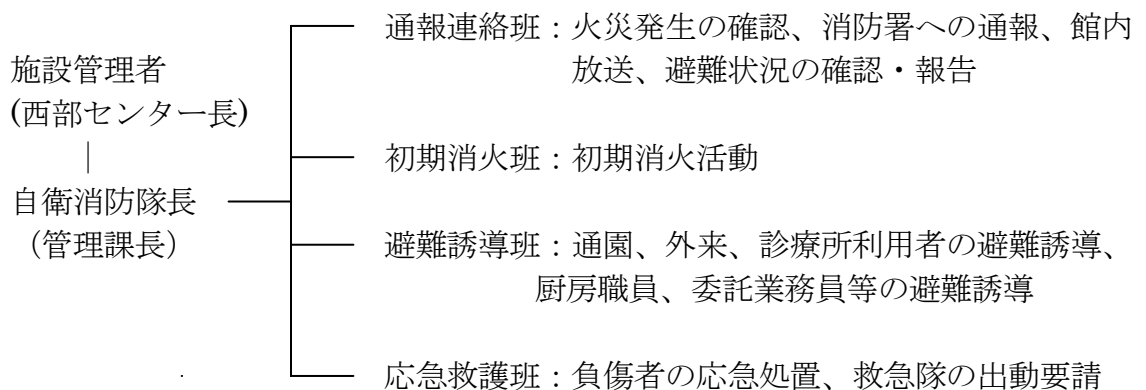 施設管理者
(西部センター長)
｜
自衛消防隊長
（管理課長）
通報連絡班：火災発生の確認、消防署への通報、館内
放送、避難状況の確認・報告
初期消火班：初期消火活動
避難誘導班：通園、外来、診療所利用者の避難誘導、
厨房職員、委託業務員等の避難誘導
応急救護班：負傷者の応急処置、救急隊の出動要請